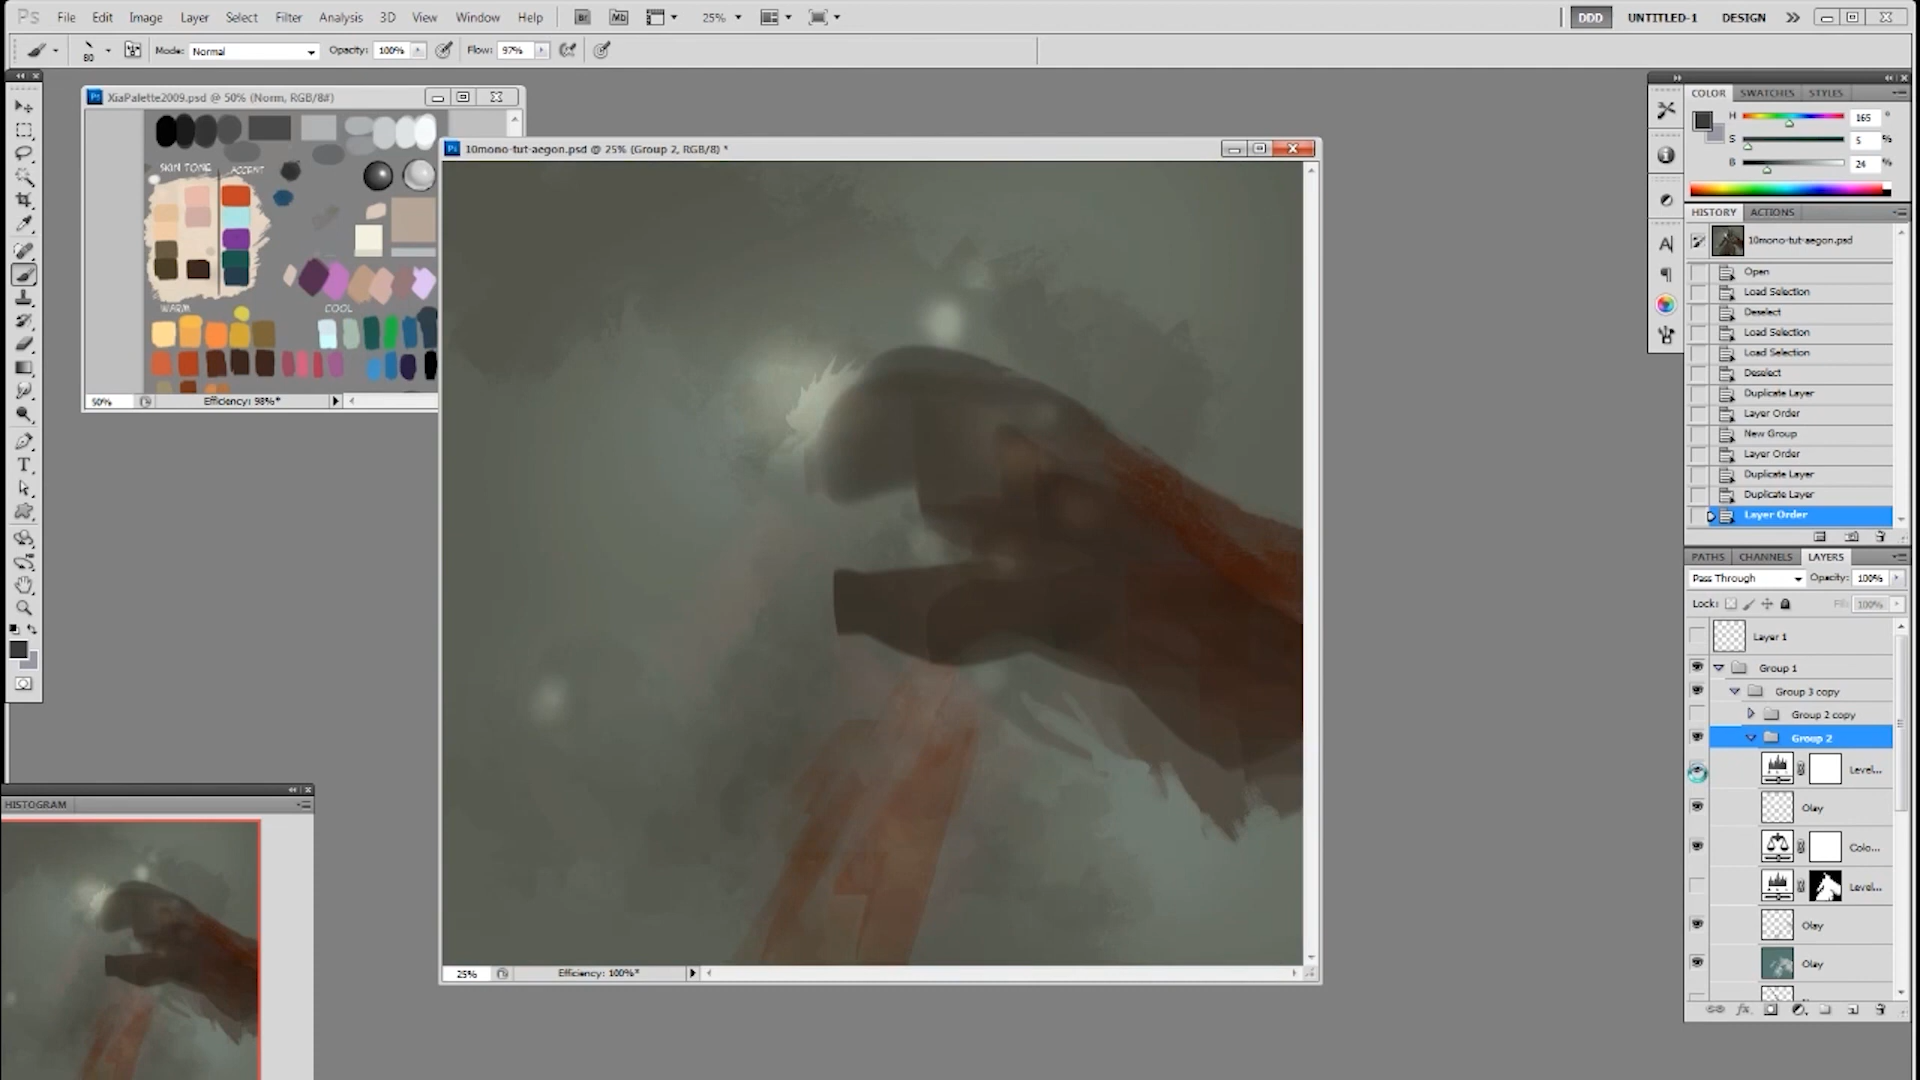 Ps File Edit Image Layer Select Filter Analysis 3D View Window Help Br Mb 25% DDD UNTITLED-1 DESIGN
80 Mode: Normal Opacity: 100% Flow: 97%
XiaPalette2009.psd @ 50% (Norm, RGB/8#)
SKIN TONE ACCENT
WARM COOL
50% Efficiency: 98%*
10mono-tut-aegon.psd @ 25% (Group 2, RGB/8) *
25% Efficiency: 100%*
HISTOGRAM
COLOR SWATCHES STYLES
H 165 °
S 5 %
B 24 %
HISTORY ACTIONS
10mono-tut-aegon.psd
Open
Load Selection
Deselect
Load Selection
Load Selection
Deselect
Duplicate Layer
Layer Order
New Group
Layer Order
Duplicate Layer
Duplicate Layer
Layer Order
PATHS CHANNELS LAYERS
Pass Through Opacity: 100%
Lock: Fill: 100%
Layer 1
Group 1
Group 3 copy
Group 2 copy
Group 2
Level...
Olay
Colo...
Level...
Olay
Olay